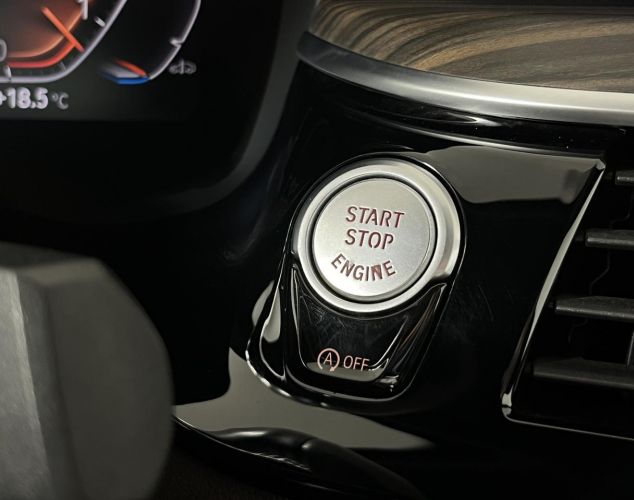 +18.5 °C
START
STOP
ENGINE
A OFF